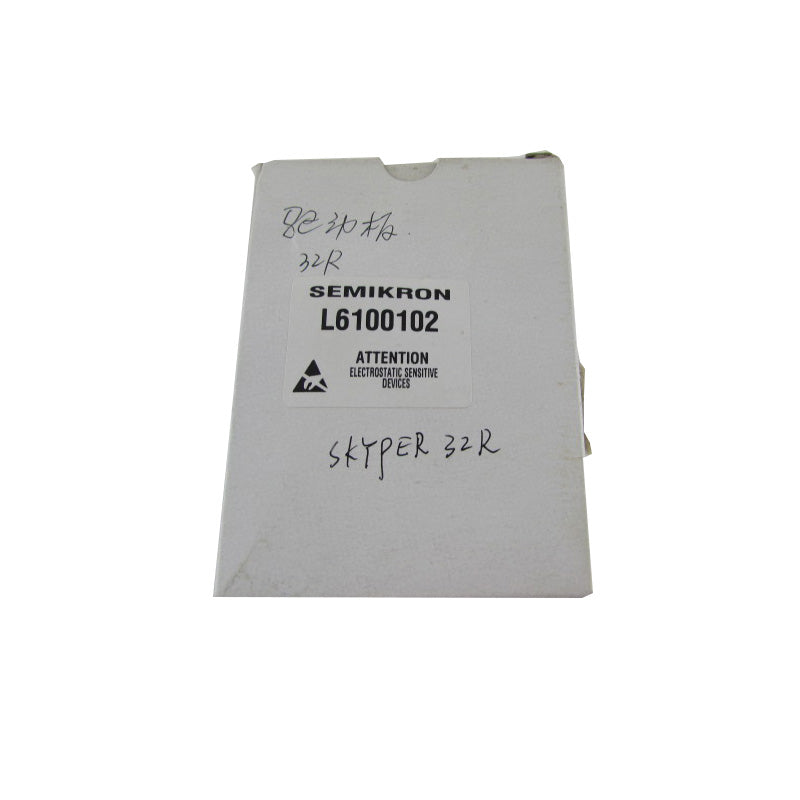 驱动板.
32R
SEMIKRON
L6100102
ATTENTION
ELECTROSTATIC SENSITIVE
DEVICES
SKYPER 32R